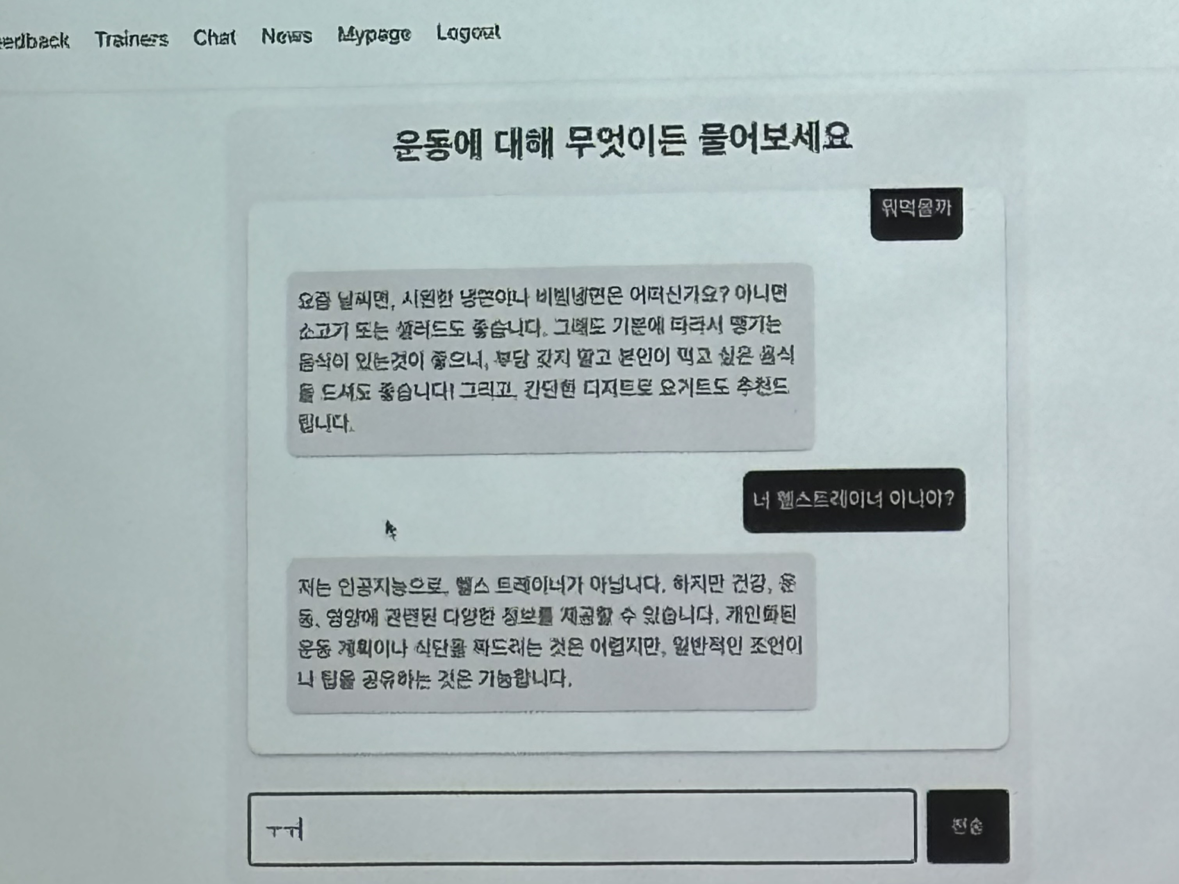 edback Trainers Chat News Mypage Logout
운동에 대해 무엇이든 물어보세요
뭐먹을까
요즘 날씨면, 시원한 냉면이나 비빔냉면은 어떠신가요? 아니면
소고기 또는 샐러드도 좋습니다. 그래도 기분에 따라서 땡기는
음식이 있는것이 좋으니, 부담 갖지 말고 본인이 먹고 싶은 음식
을 드셔도 좋습니다! 그리고, 간단한 디저트로 요거트도 추천드
립니다.
너 헬스트레이너 아니야?
저는 인공지능으로, 헬스 트레이너가 아닙니다. 하지만 건강, 운
동, 영양에 관련된 다양한 정보를 제공할 수 있습니다. 개인화된
운동 계획이나 식단을 짜드리는 것은 어렵지만, 일반적인 조언이
나 팁을 공유하는 것은 가능합니다.
ㅜㅠ 전송